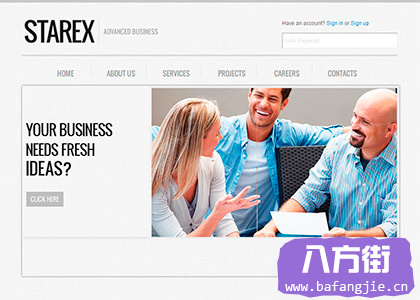 STAREX
ADVANCED BUSINESS
Have an account? Sign in or Sign up
Enter Keyword
HOME ABOUT US SERVICES PROJECTS CAREERS CONTACTS
YOUR BUSINESS
NEEDS FRESH
IDEAS?
CLICK HERE
八方街
www.bafangjie.cn